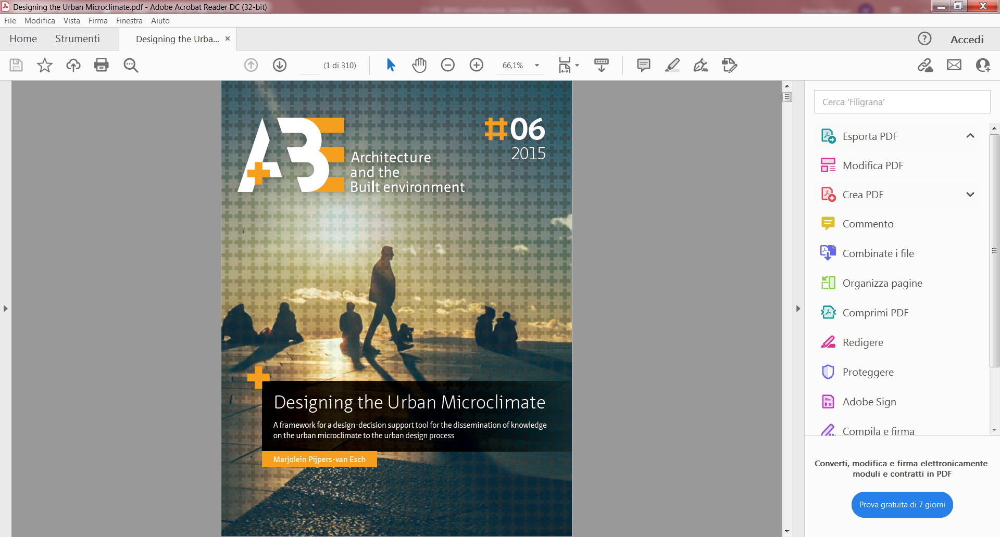 Designing the Urban Microclimate.pdf - Adobe Acrobat Reader DC (32-bit)
File Modifica Vista Firma Finestra Aiuto
Home Strumenti Designing the Urba... × Accedi
(1 di 310) 66,1%
ABE
Architecture
and the
Built environment
#06
2015
Designing the Urban Microclimate
A framework for a design-decision support tool for the dissemination of knowledge
on the urban microclimate to the urban design process
Marjolein Pijpers-van Esch
Cerca 'Filigrana'
Esporta PDF
Modifica PDF
Crea PDF
Commento
Combinate i file
Organizza pagine
Comprimi PDF
Redigere
Proteggere
Adobe Sign
Compila e firma
Converti, modifica e firma elettronicamente
moduli e contratti in PDF
Prova gratuita di 7 giorni